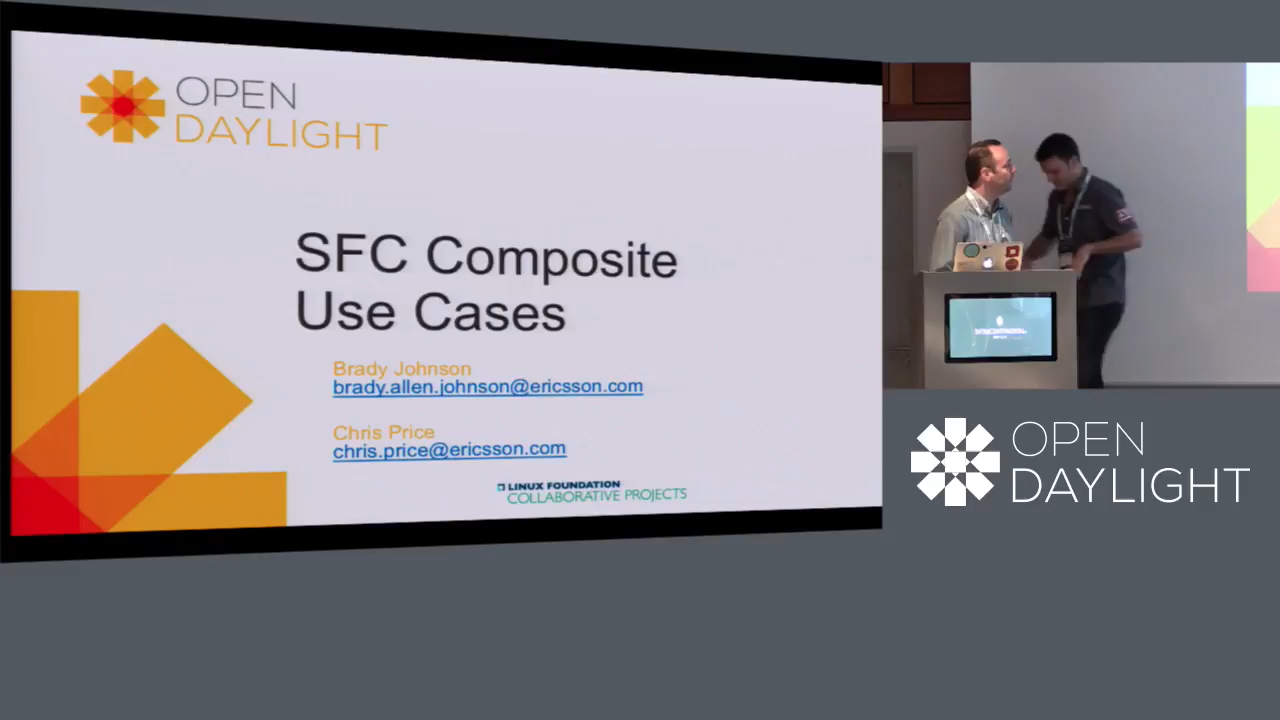 OPEN
DAYLIGHT
SFC Composite
Use Cases
Brady Johnson
brady.allen.johnson@ericsson.com
Chris Price
chris.price@ericsson.com
LINUX FOUNDATION
COLLABORATIVE PROJECTS
OPEN
DAYLIGHT